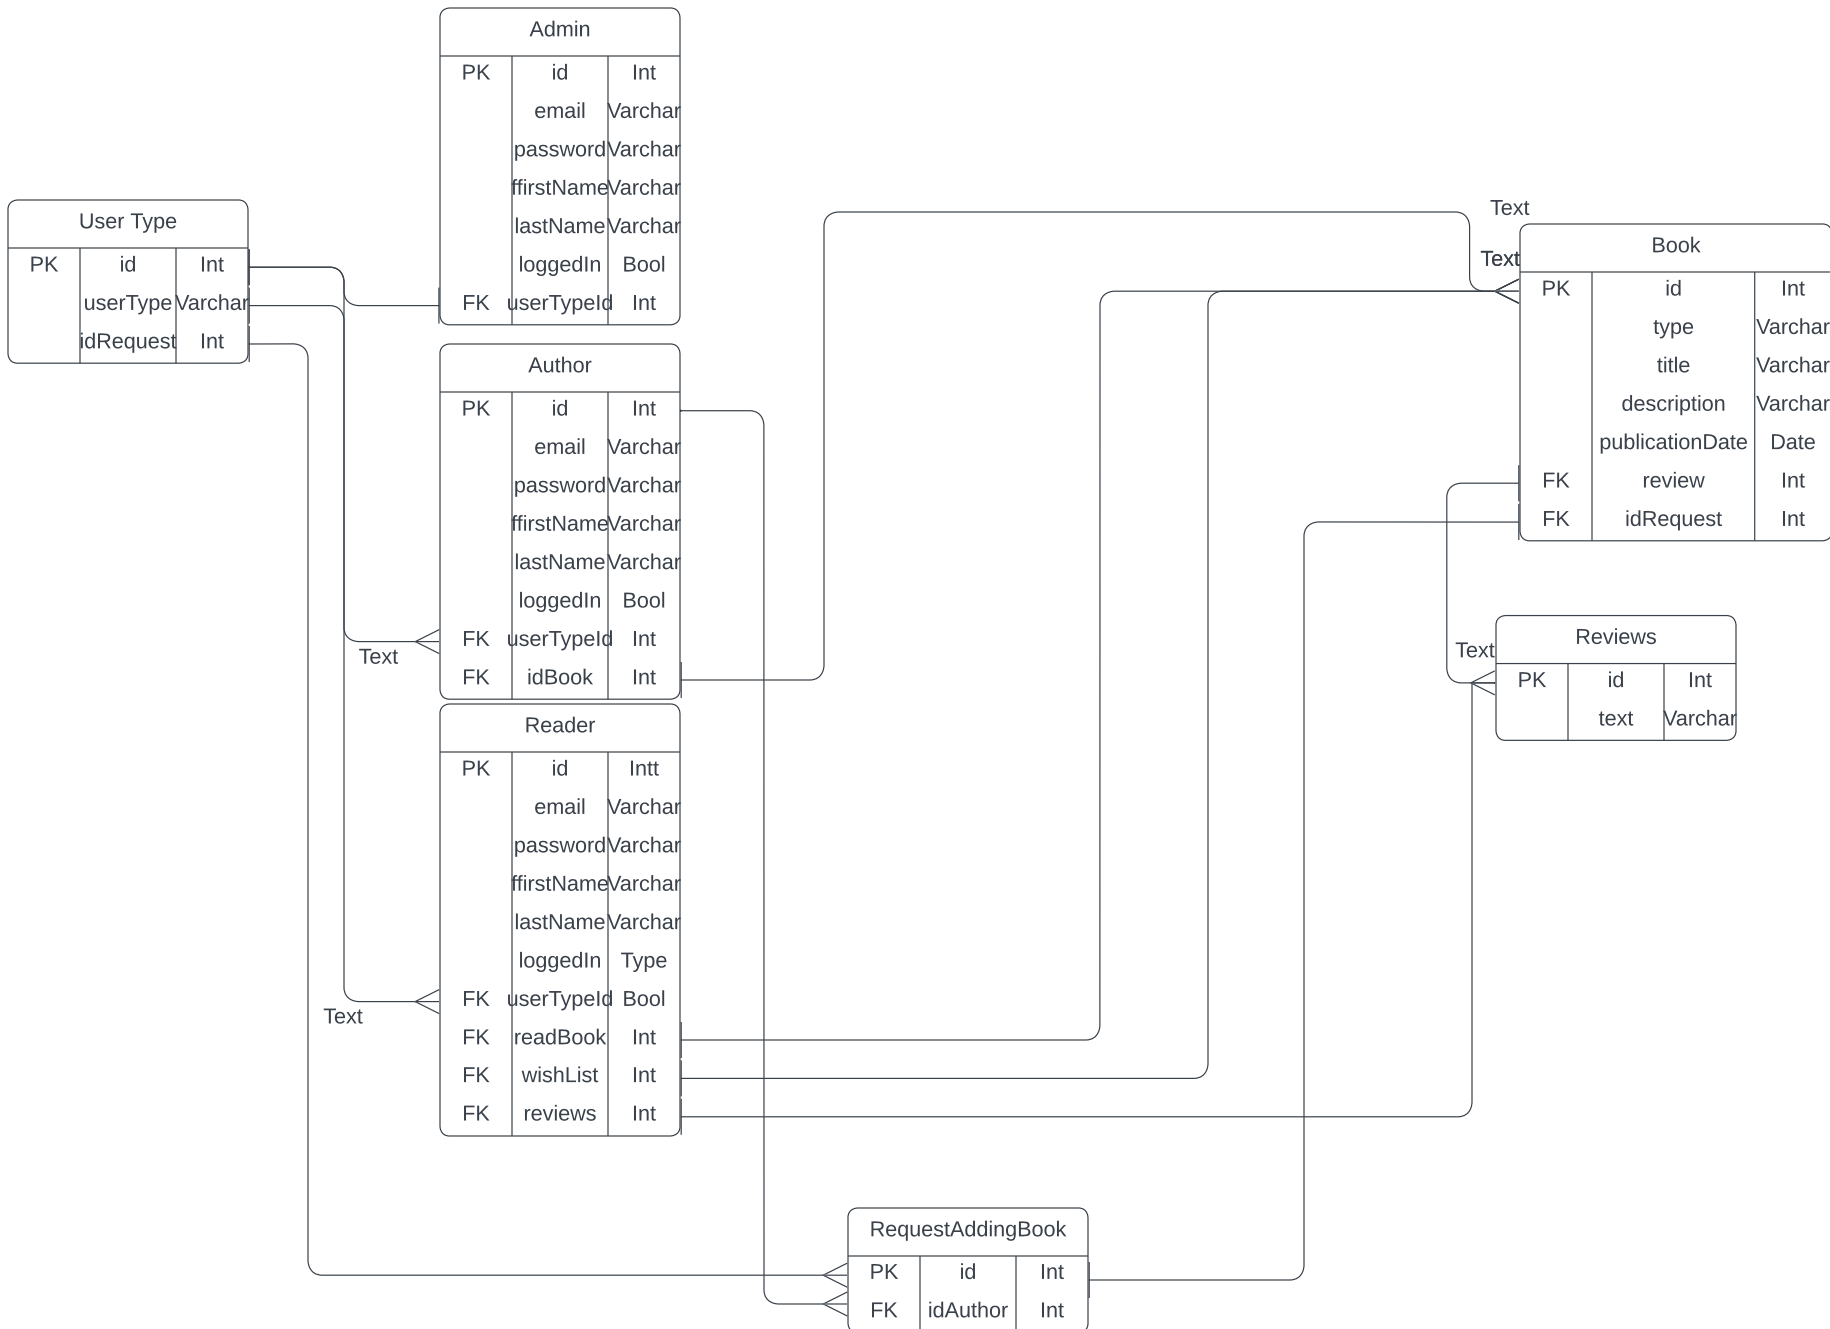 Admin
PK id Int
email Varchar
password Varchar
ffirstName Varchar
lastName Varchar
loggedIn Bool
FK userTypeId Int
User Type
PK id Int
userType Varchar
idRequest Int
Author
PK id Int
email Varchar
password Varchar
ffirstName Varchar
lastName Varchar
loggedIn Bool
FK userTypeId Int
FK idBook Int
Text
Reader
PK id Intt
email Varchar
password Varchar
ffirstName Varchar
lastName Varchar
loggedIn Type
FK userTypeId Bool
FK readBook Int
FK wishList Int
FK reviews Int
Text
Text
Text
Book
PK id Int
type Varchar
title Varchar
description Varchar
publicationDate Date
FK review Int
FK idRequest Int
Text
Reviews
PK id Int
text Varchar
RequestAddingBook
PK id Int
FK idAuthor Int